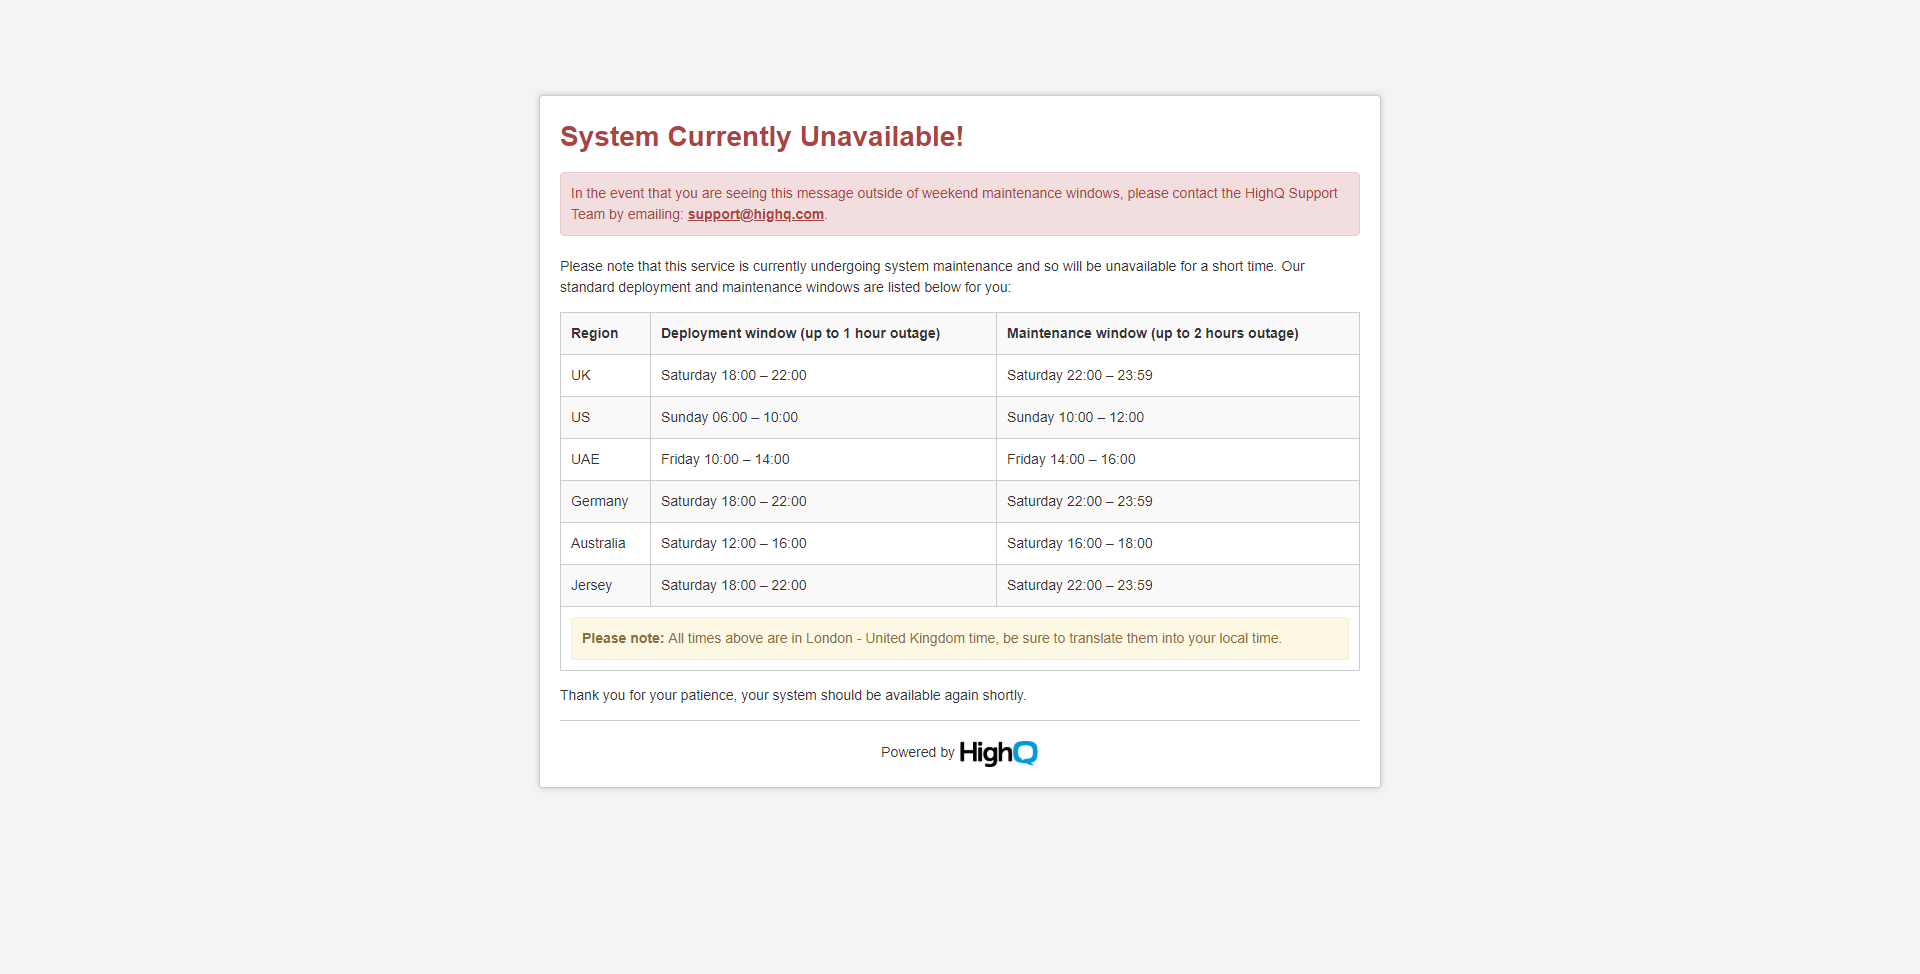 System Currently Unavailable!
In the event that you are seeing this message outside of weekend maintenance windows, please contact the HighQ Support
Team by emailing: support@highq.com.
Please note that this service is currently undergoing system maintenance and so will be unavailable for a short time. Our
standard deployment and maintenance windows are listed below for you:
Region Deployment window (up to 1 hour outage) Maintenance window (up to 2 hours outage)
UK Saturday 18:00 – 22:00 Saturday 22:00 – 23:59
US Sunday 06:00 – 10:00 Sunday 10:00 – 12:00
UAE Friday 10:00 – 14:00 Friday 14:00 – 16:00
Germany Saturday 18:00 – 22:00 Saturday 22:00 – 23:59
Australia Saturday 12:00 – 16:00 Saturday 16:00 – 18:00
Jersey Saturday 18:00 – 22:00 Saturday 22:00 – 23:59
Please note: All times above are in London - United Kingdom time, be sure to translate them into your local time.
Thank you for your patience, your system should be available again shortly.
Powered by HighQ